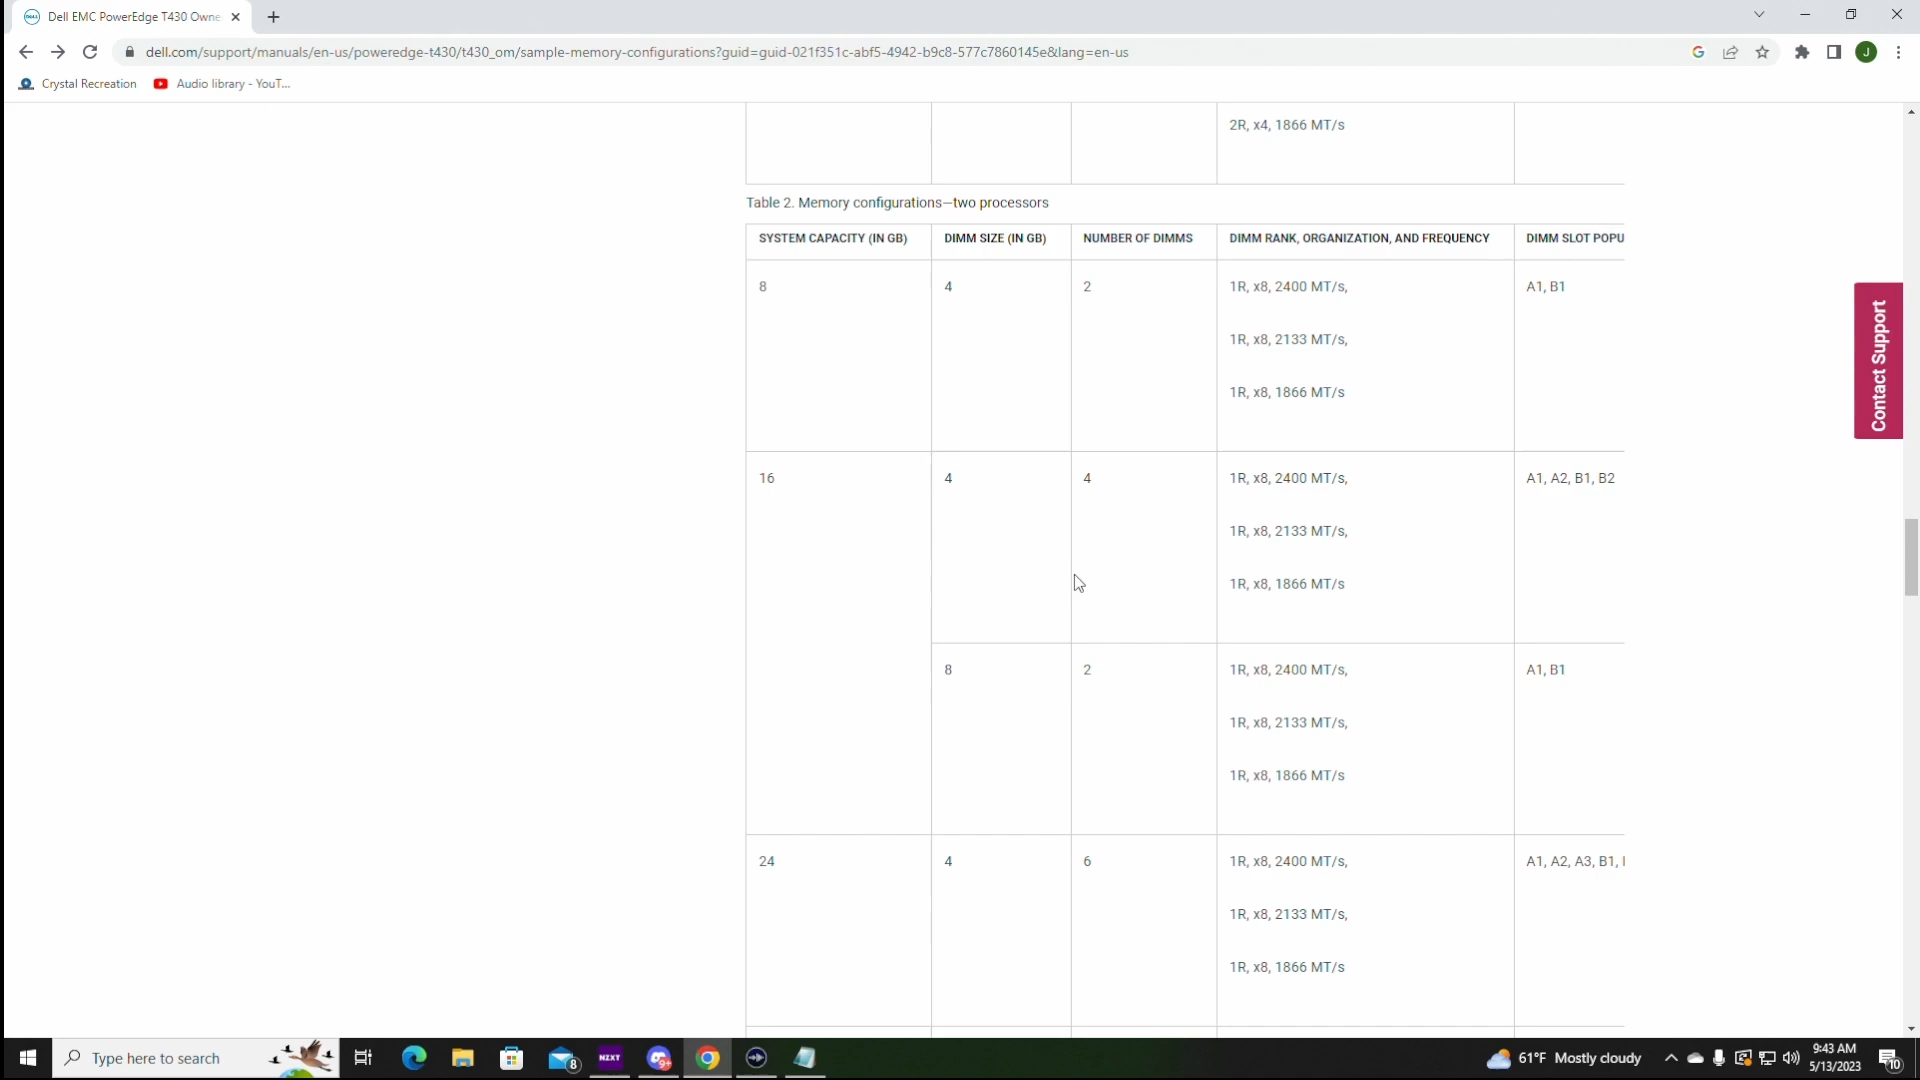 Dell EMC PowerEdge T430 Owne
dell.com/support/manuals/en-us/poweredge-t430/t430_om/sample-memory-configurations?guid=guid-021f351c-abf5-4942-b9c8-577c7860145e&lang=en-us
J
Crystal Recreation
Audio library - YouT...
2R, x4, 1866 MT/s
Table 2. Memory configurations—two processors
SYSTEM CAPACITY (IN GB) DIMM SIZE (IN GB) NUMBER OF DIMMS DIMM RANK, ORGANIZATION, AND FREQUENCY DIMM SLOT POPU
8 4 2 1R, x8, 2400 MT/s, A1, B1
1R, x8, 2133 MT/s,
1R, x8, 1866 MT/s
16 4 4 1R, x8, 2400 MT/s, A1, A2, B1, B2
1R, x8, 2133 MT/s,
1R, x8, 1866 MT/s
8 2 1R, x8, 2400 MT/s, A1, B1
1R, x8, 2133 MT/s,
1R, x8, 1866 MT/s
24 4 6 1R, x8, 2400 MT/s, A1, A2, A3, B1,
1R, x8, 2133 MT/s,
1R, x8, 1866 MT/s
Contact Support
Type here to search
8
NZXT
9+
61°F Mostly cloudy
9:43 AM
5/13/2023
10